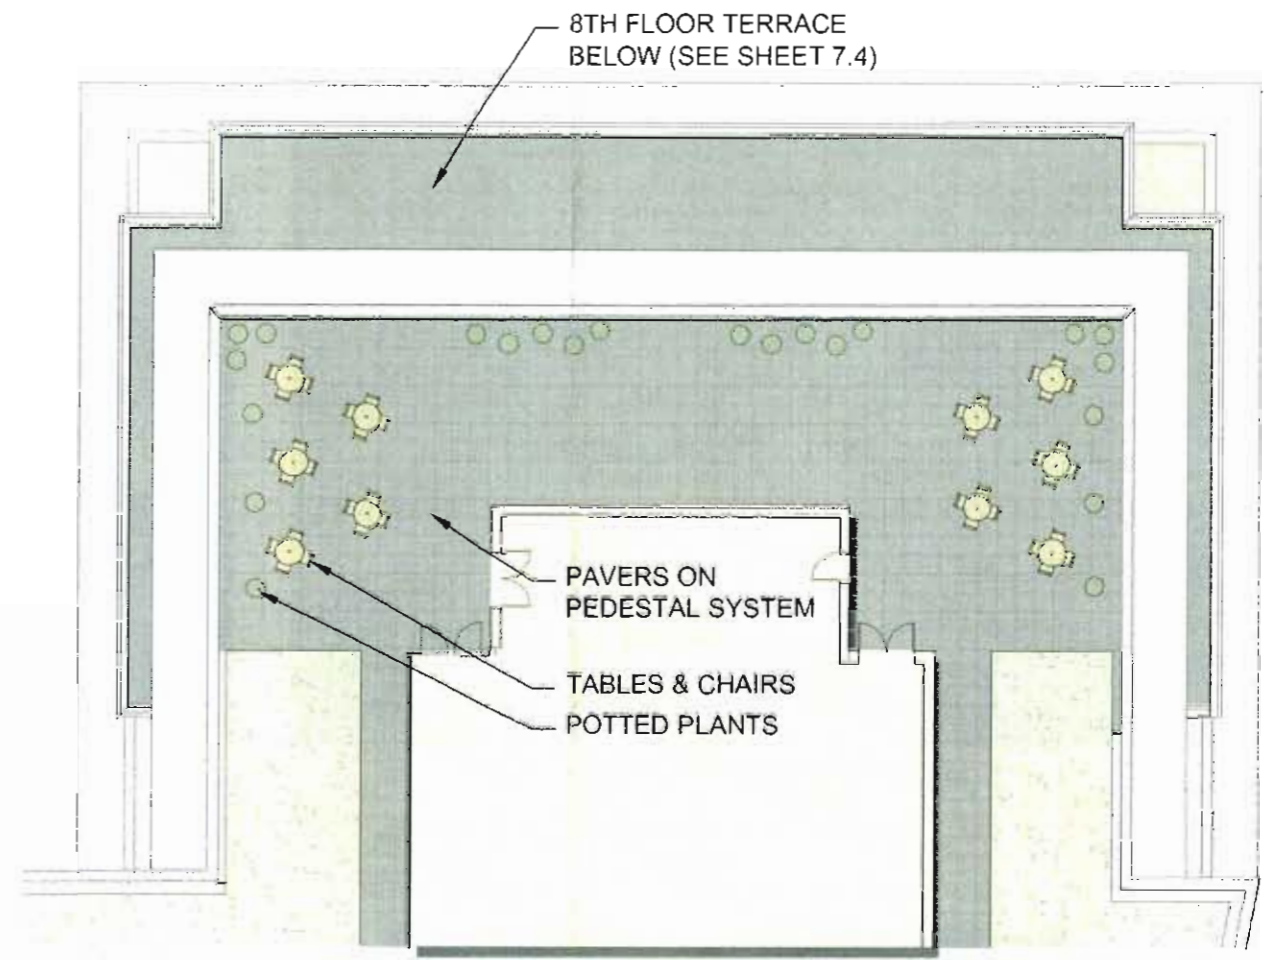 8TH FLOOR TERRACE
BELOW (SEE SHEET 7.4)
PAVERS ON
PEDESTAL SYSTEM
TABLES & CHAIRS
POTTED PLANTS